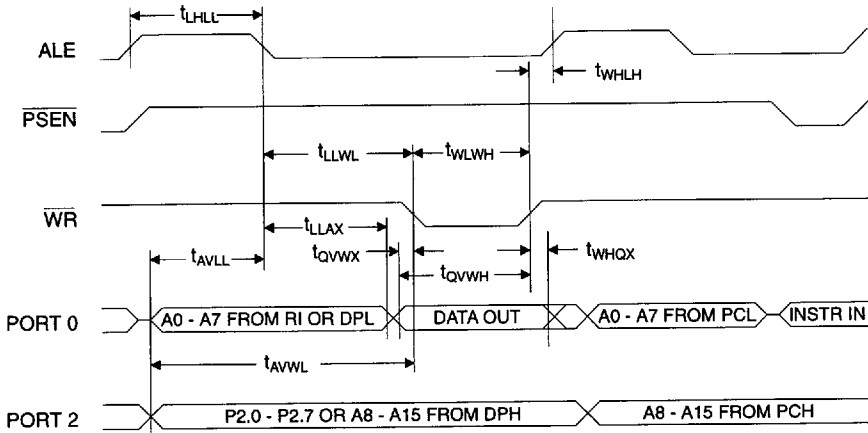 tLHLL
ALE
tWHLH
PSEN
tLLWL
tWLWH
WR
tLLAX
tAVLL
tQVWX
tWHQX
tQVWH
PORT 0
A0 - A7 FROM RI OR DPL
DATA OUT
A0 - A7 FROM PCL
INSTR IN
tAVWL
PORT 2
P2.0 - P2.7 OR A8 - A15 FROM DPH
A8 - A15 FROM PCH